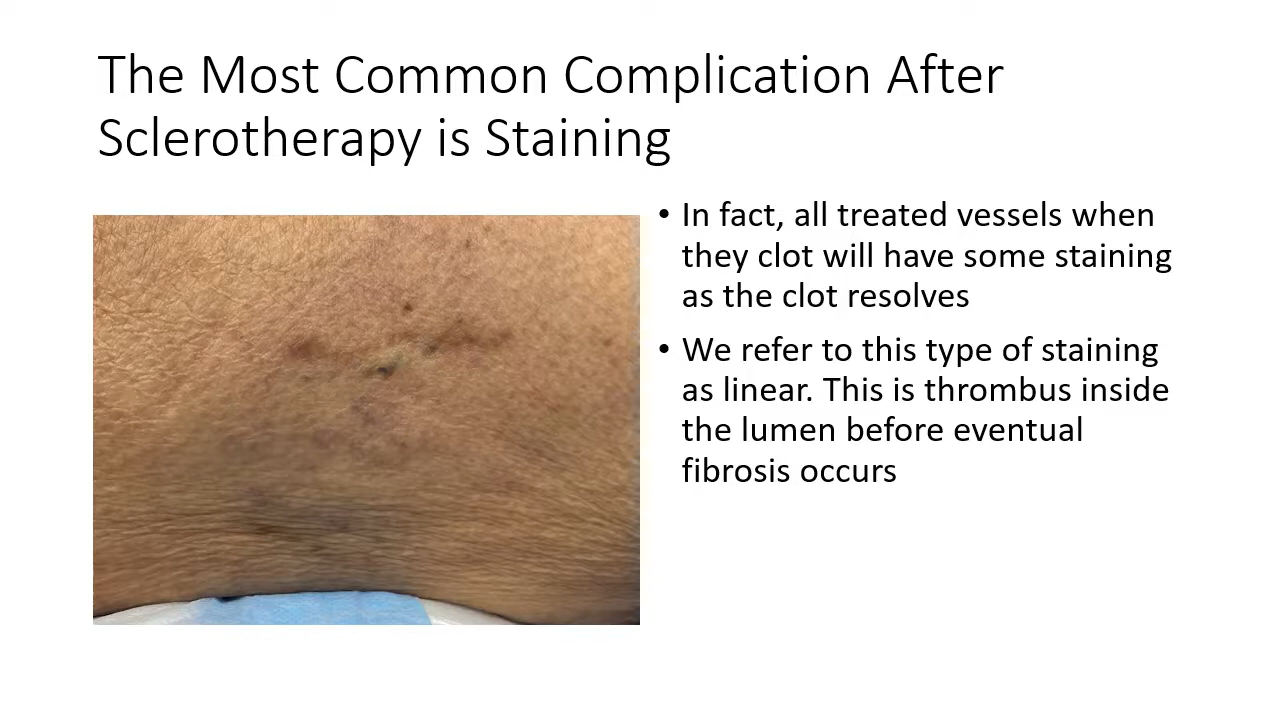 The Most Common Complication After
Sclerotherapy is Staining
• In fact, all treated vessels when
they clot will have some staining
as the clot resolves
• We refer to this type of staining
as linear. This is thrombus inside
the lumen before eventual
fibrosis occurs